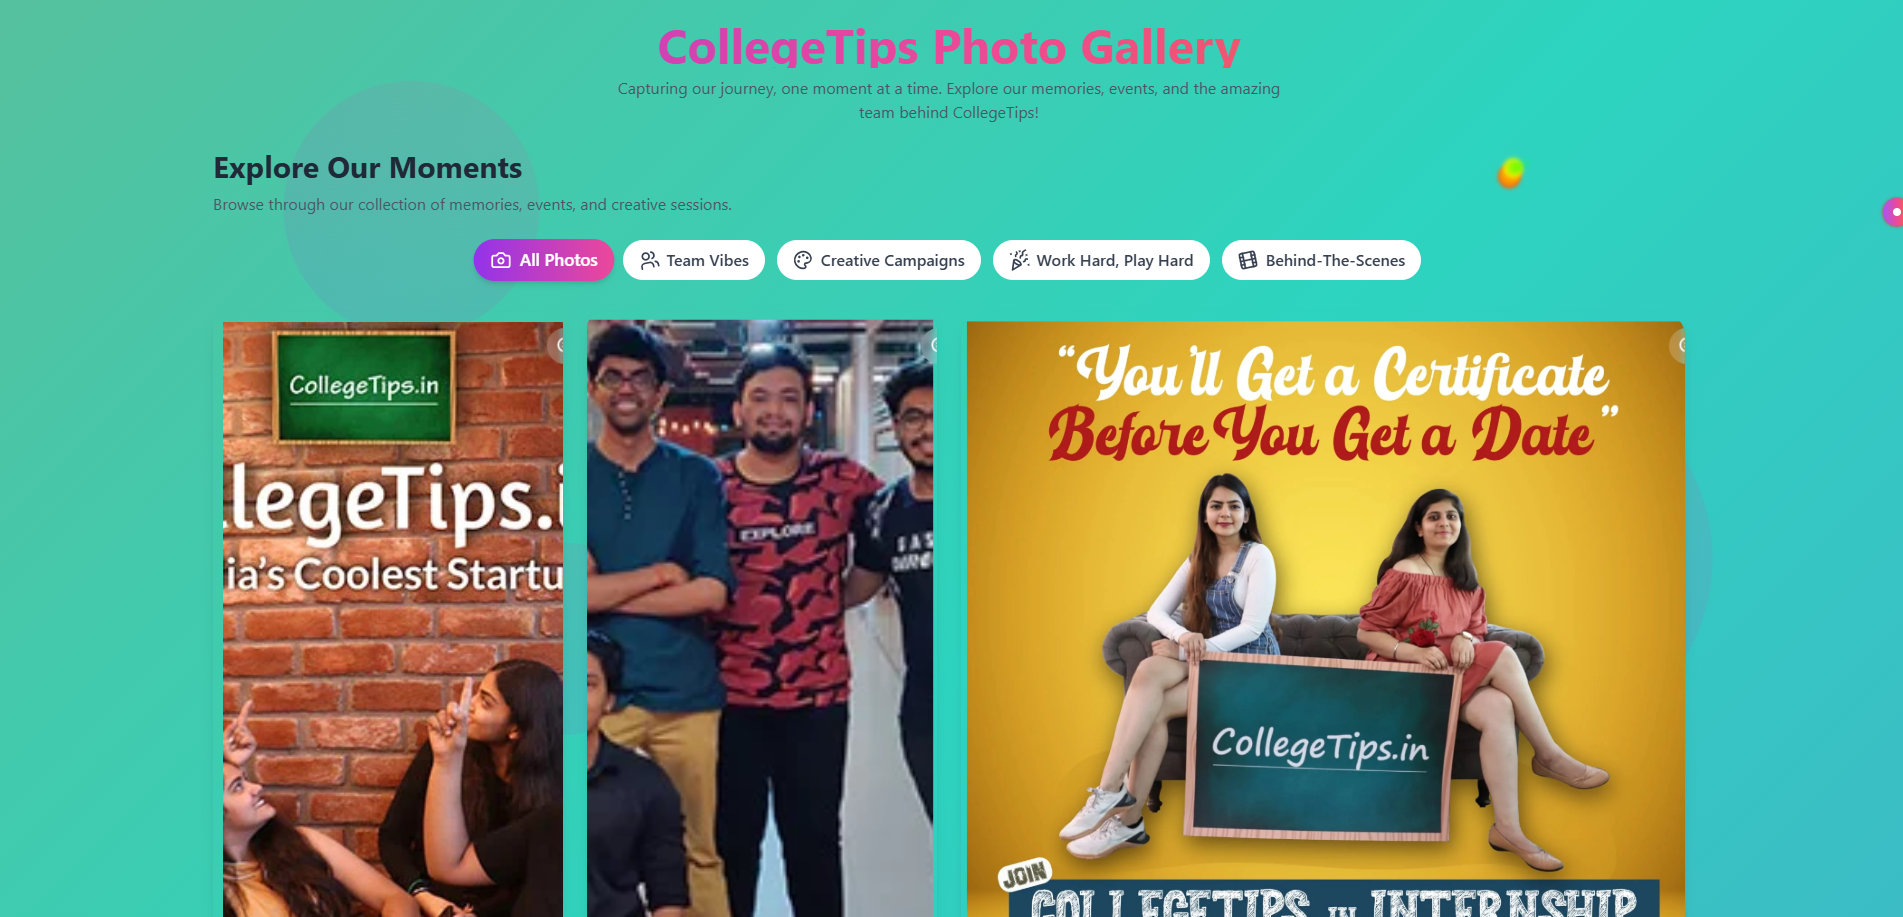 CollegeTips Photo Gallery
Capturing our journey, one moment at a time. Explore our memories, events, and the amazing
team behind CollegeTips!
Explore Our Moments
Browse through our collection of memories, events, and creative sessions.
All Photos
Team Vibes
Creative Campaigns
Work Hard, Play Hard
Behind-The-Scenes
CollegeTips.in
llegeTips.i
ia's Coolest Startu
EXPLORE
“You'll Get a Certificate
Before You Get a Date”
CollegeTips.in
JOIN
COLLEGETIPS IN INTERNSHIP